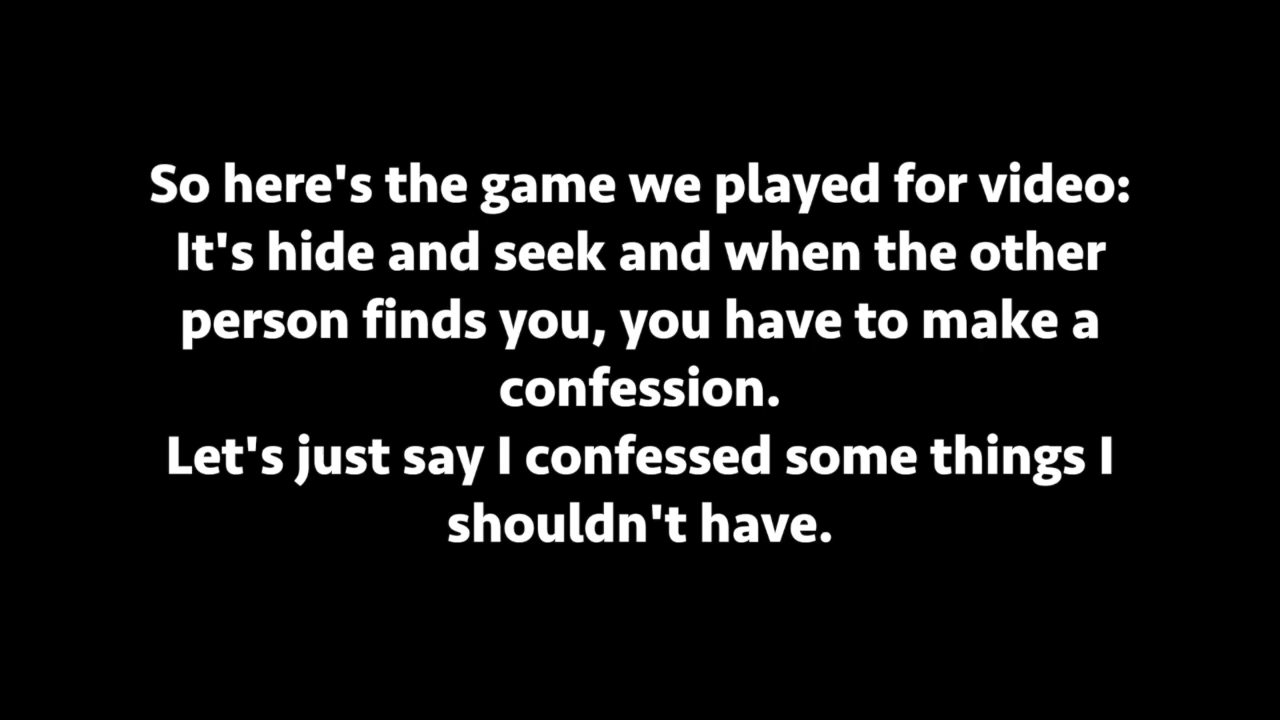 So here's the game we played for video:
It's hide and seek and when the other
person finds you, you have to make a
confession.
Let's just say I confessed some things I
shouldn't have.